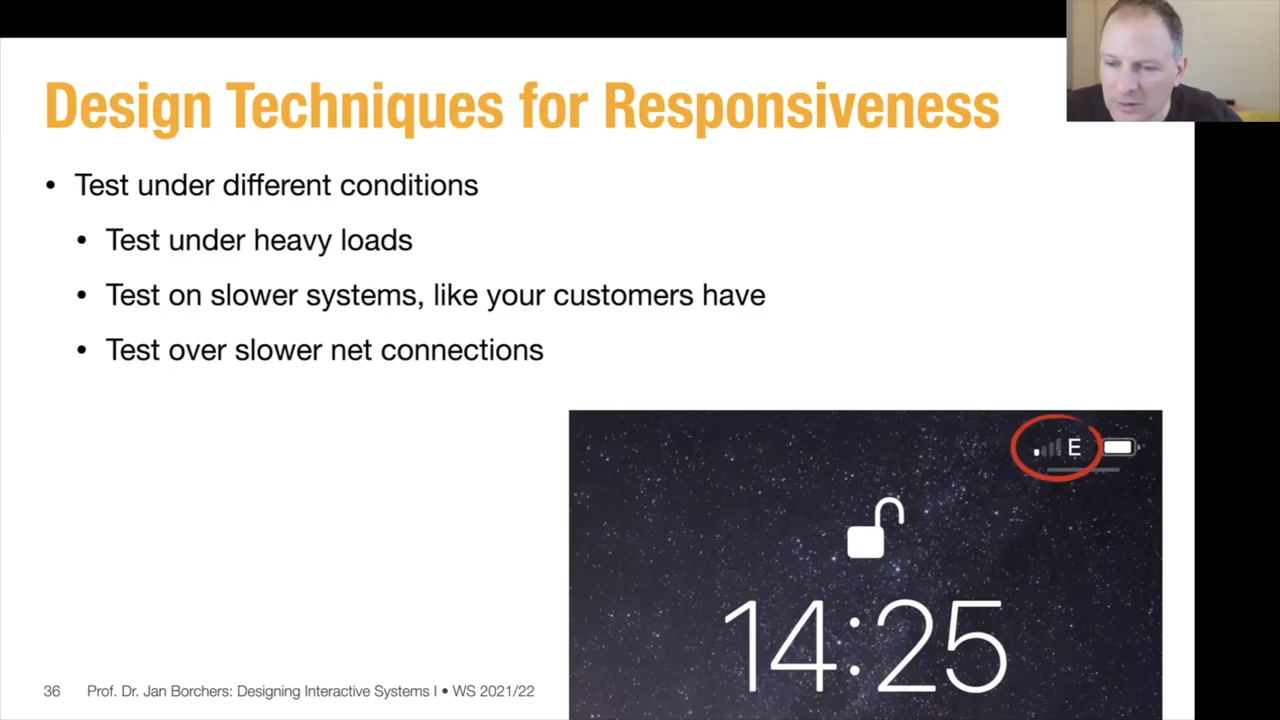 Design Techniques for Responsiveness
• Test under different conditions
• Test under heavy loads
• Test on slower systems, like your customers have
• Test over slower net connections
E
14:25
36 Prof. Dr. Jan Borchers: Designing Interactive Systems I • WS 2021/22